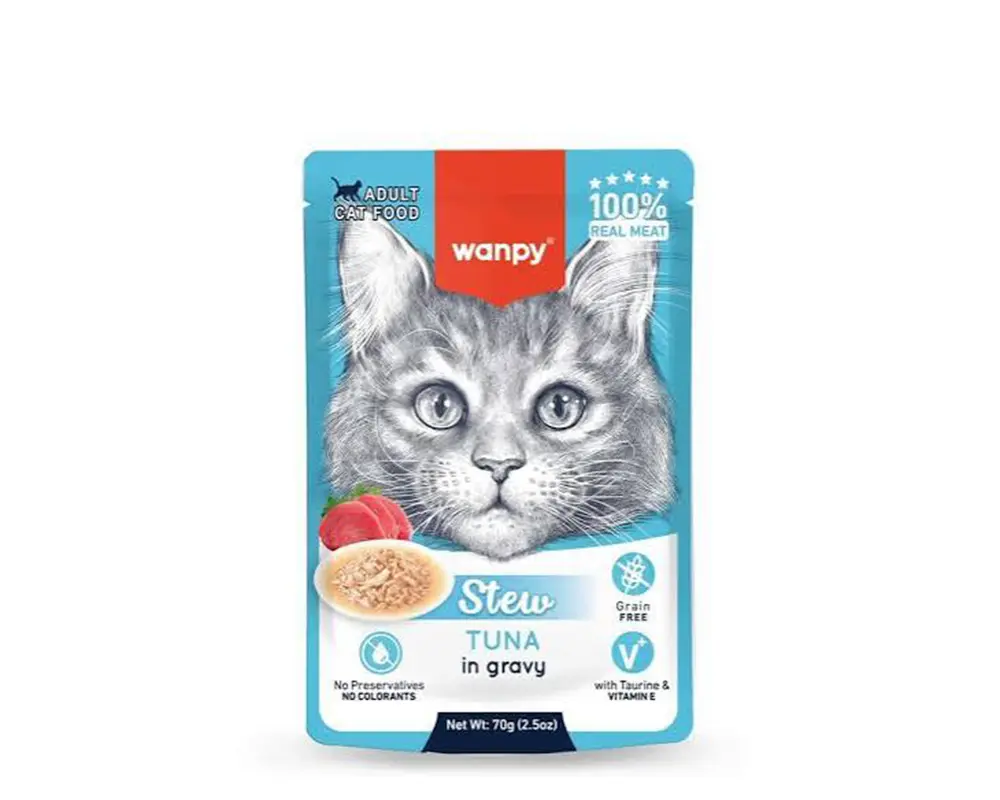 ADULT
CAT FOOD
wanpy®
100%
REAL MEAT
Stew
TUNA
in gravy
Grain
FREE
No Preservatives
NO COLORANTS
V+
with Taurine &
VITAMIN E
Net Wt: 70g (2.5oz)